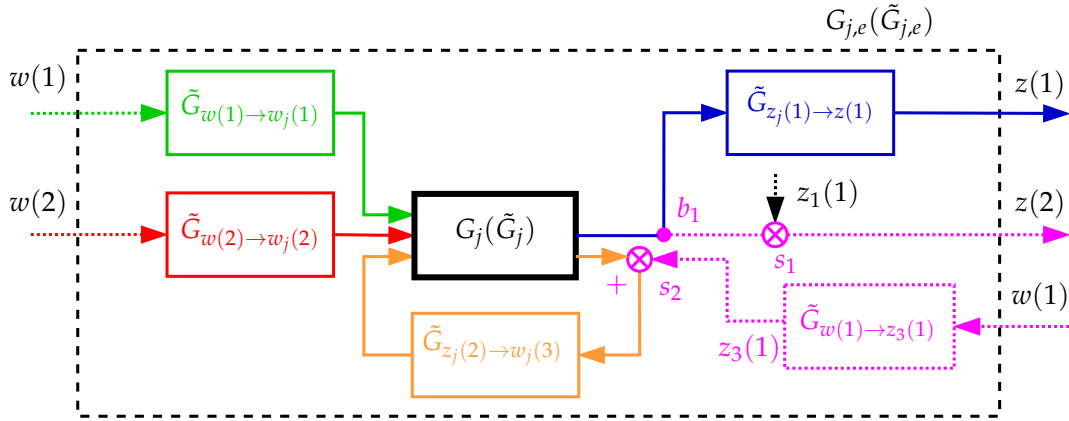 G_{j,e}(G̃_{j,e})
w(1)
G̃_{w(1)→w_j(1)}
G̃_{z_j(1)→z(1)}
z(1)
w(2)
G̃_{w(2)→w_j(2)}
G_j(G̃_j)
b_1
z_1(1)
z(2)
s_1
+
s_2
w(1)
G̃_{z_j(2)→w_j(3)}
z_3(1)
G̃_{w(1)→z_3(1)}